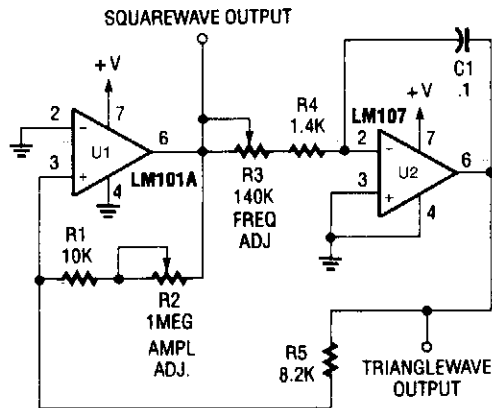 SQUAREWAVE OUTPUT
+V
2
7
-
U1
6
3
+
4
LM101A
R1
10K
R2
1MEG
AMPL
ADJ.
R3
140K
FREQ
ADJ
R4
1.4K
C1
.1
LM107
+V
2
7
-
U2
6
3
+
4
R5
8.2K
TRIANGLEWAVE
OUTPUT